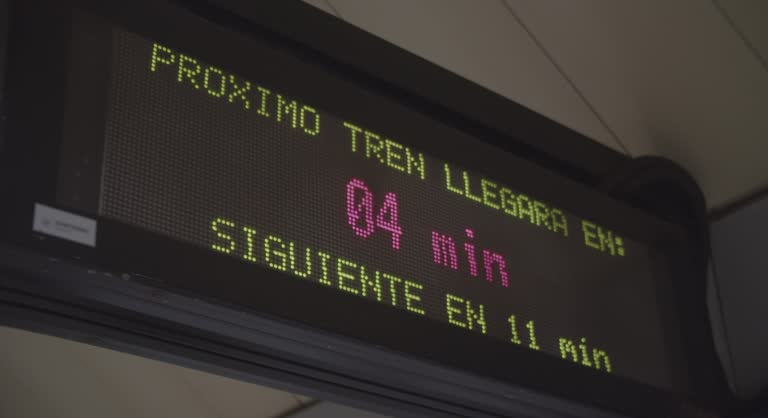 PROXIMO TREN LLEGARA EN:
04 min
SIGUIENTE EN 11 min